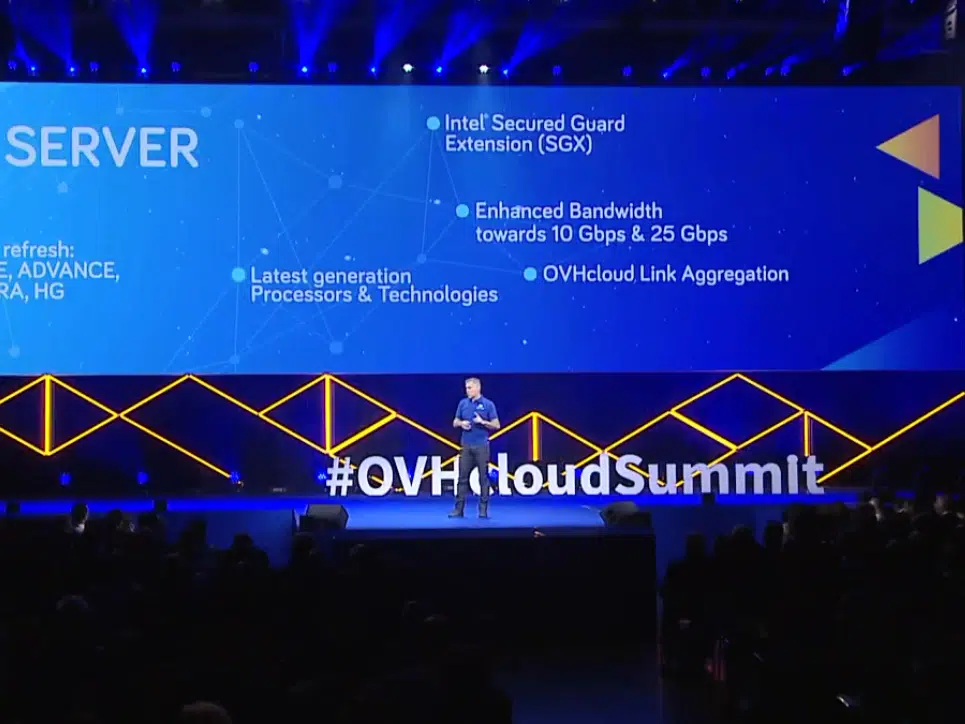 SERVER
refresh:
E, ADVANCE,
RA, HG
Intel® Secured Guard
Extension (SGX)
Enhanced Bandwidth
towards 10 Gbps & 25 Gbps
Latest generation
Processors & Technologies
OVHcloud Link Aggregation
#OVHcloudSummit